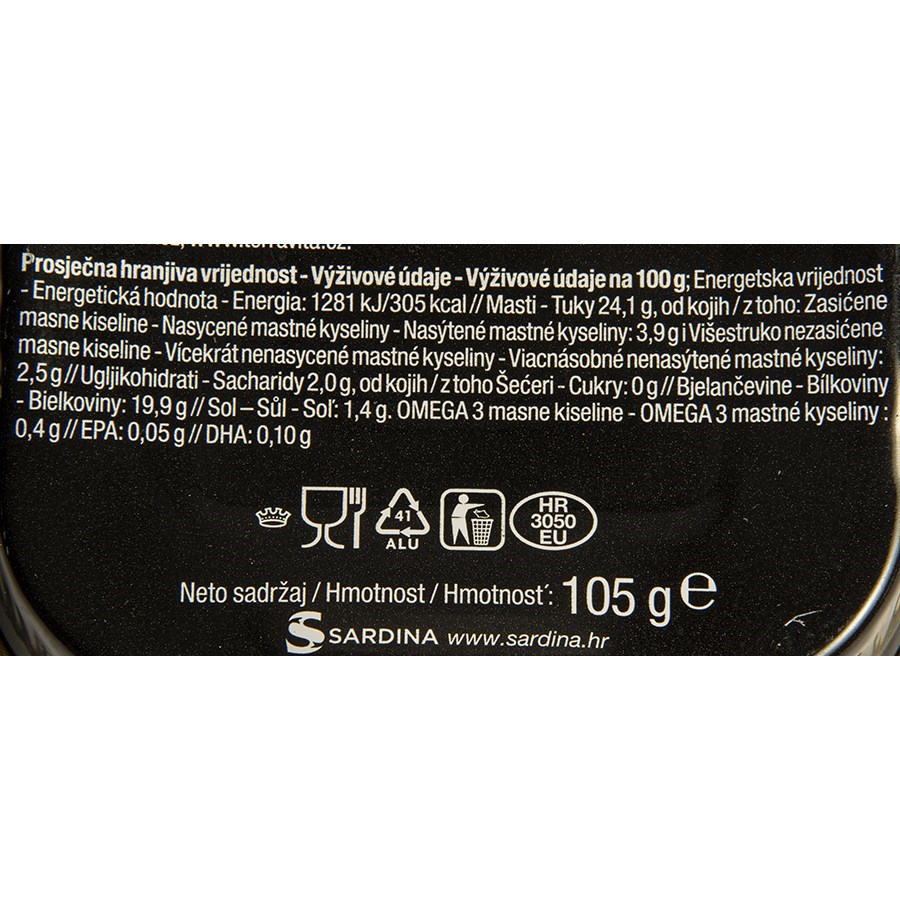 www.terravita.cz.
Prosječna hranjiva vrijednost - Výživové údaje - Výživové údaje na 100 g; Energetska vrijednost
- Energetická hodnota - Energia: 1281 kJ/305 kcal // Masti - Tuky 24,1 g, od kojih / z toho: Zasićene
masne kiseline - Nasycené mastné kyseliny - Nasýtené mastné kyseliny: 3,9 g i Višestruko nezasićene
masne kiseline - Vícekrát nenasycené mastné kyseliny - Viacnásobné nenasýtené mastné kyseliny:
2,5 g // Ugljikohidrati - Sacharidy 2,0 g, od kojih / z toho Šećeri - Cukry: 0 g // Bjelančevine - Bílkoviny
- Bielkoviny: 19,9 g // Sol – Sůl - Soľ: 1,4 g. OMEGA 3 masne kiseline - OMEGA 3 mastné kyseliny :
0,4 g // EPA: 0,05 g // DHA: 0,10 g
41
ALU
HR
3050
EU
Neto sadržaj / Hmotnost / Hmotnosť: 105 g e
SARDINA www.sardina.hr